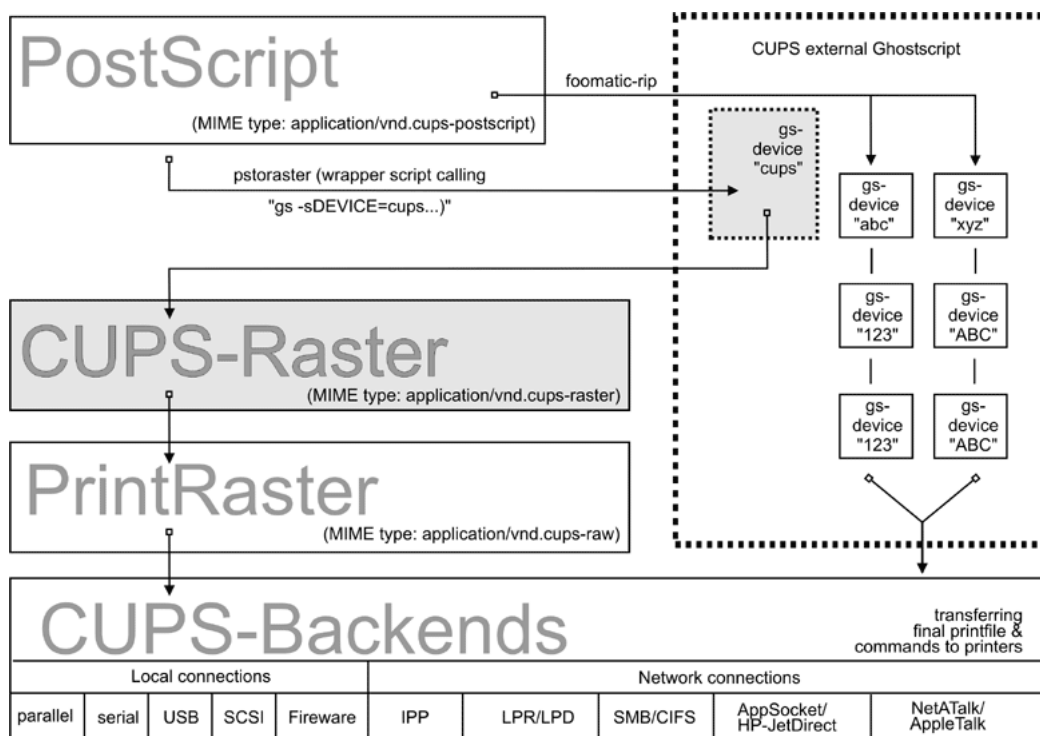 PostScript
(MIME type: application/vnd.cups-postscript)
foomatic-rip
CUPS external Ghostscript
pstoraster (wrapper script calling
"gs -sDEVICE=cups...)"
gs-
device
"cups"
gs-
device
"abc"
gs-
device
"xyz"
gs-
device
"123"
gs-
device
"ABC"
gs-
device
"123"
gs-
device
"ABC"
CUPS-Raster
(MIME type: application/vnd.cups-raster)
PrintRaster
(MIME type: application/vnd.cups-raw)
CUPS-Backends
transferring
final printfile &
commands to printers
Local connections
Network connections
parallel
serial
USB
SCSI
Fireware
IPP
LPR/LPD
SMB/CIFS
AppSocket/
HP-JetDirect
NetATalk/
AppleTalk